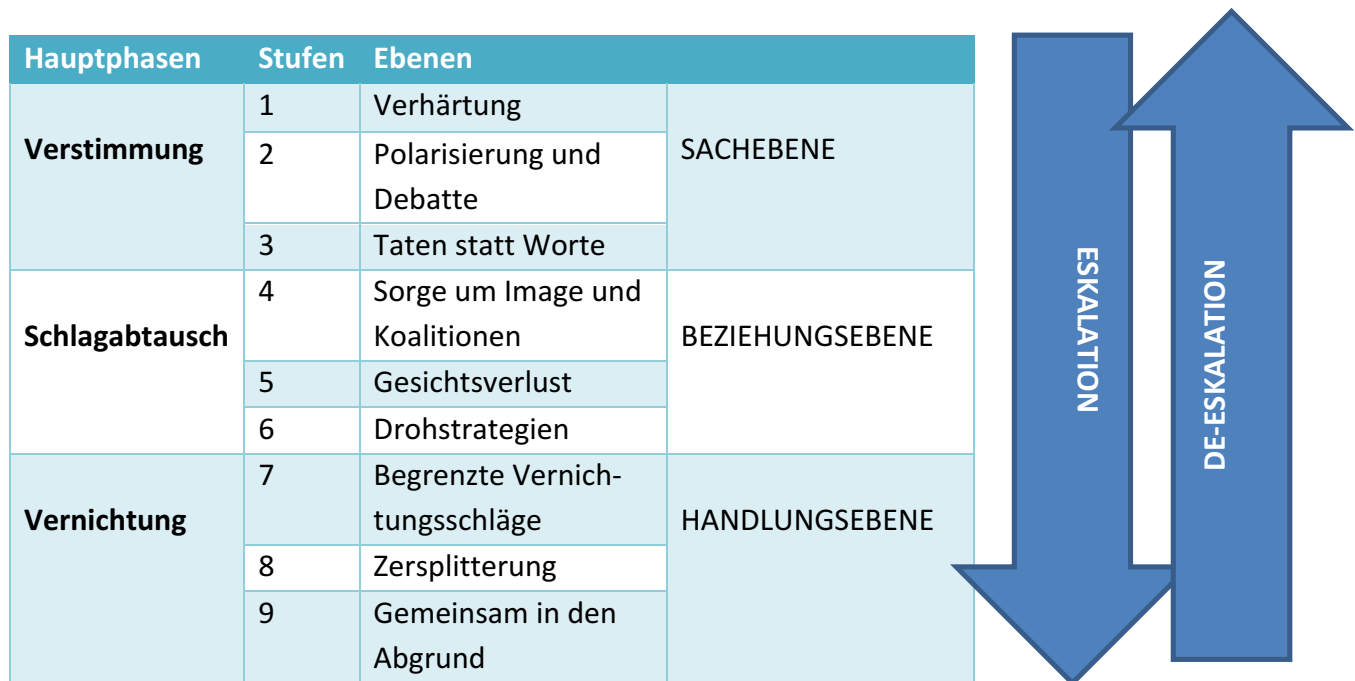 Hauptphasen Stufen Ebenen
1 Verhärtung
Verstimmung 2 Polarisierung und SACHEBENE
Debatte
3 Taten statt Worte
4 Sorge um Image und
Schlagabtausch Koalitionen BEZIEHUNGSEBENE
5 Gesichtsverlust
6 Drohstrategien
7 Begrenzte Vernich-
Vernichtung tungsschläge HANDLUNGSEBENE
8 Zersplitterung
9 Gemeinsam in den
Abgrund
ESKALATION
DE-ESKALATION